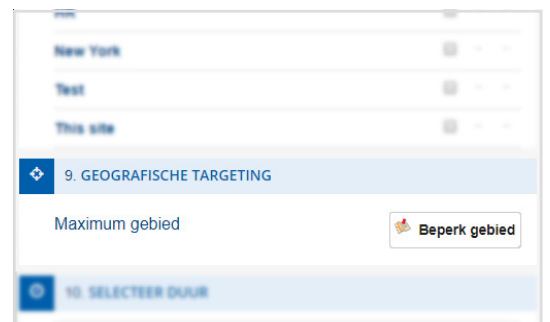 New York
Test
This site
9. GEOGRAFISCHE TARGETING
Maximum gebied
Beperk gebied
10. SELECTEER DUUR